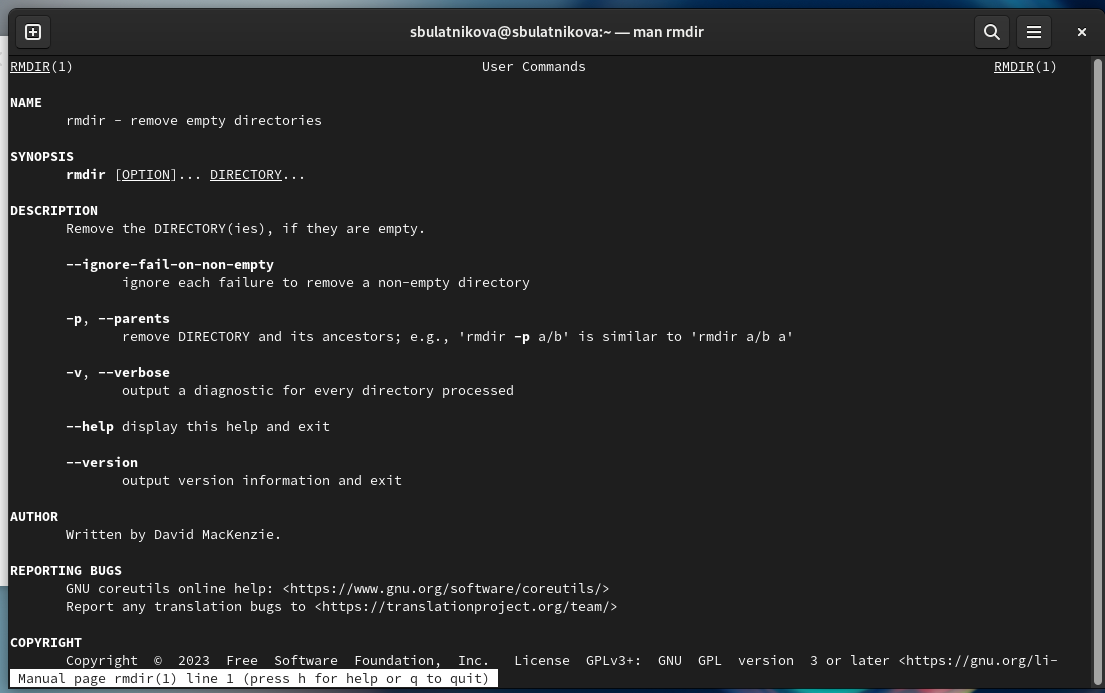 sbulatnikova@sbulatnikova:~ — man rmdir
RMDIR(1) User Commands RMDIR(1)
NAME
rmdir - remove empty directories
SYNOPSIS
rmdir [OPTION]... DIRECTORY...
DESCRIPTION
Remove the DIRECTORY(ies), if they are empty.
--ignore-fail-on-non-empty
ignore each failure to remove a non-empty directory
-p, --parents
remove DIRECTORY and its ancestors; e.g., 'rmdir -p a/b' is similar to 'rmdir a/b a'
-v, --verbose
output a diagnostic for every directory processed
--help display this help and exit
--version
output version information and exit
AUTHOR
Written by David MacKenzie.
REPORTING BUGS
GNU coreutils online help: <https://www.gnu.org/software/coreutils/>
Report any translation bugs to <https://translationproject.org/team/>
COPYRIGHT
Copyright © 2023 Free Software Foundation, Inc. License GPLv3+: GNU GPL version 3 or later <https://gnu.org/li-
Manual page rmdir(1) line 1 (press h for help or q to quit)